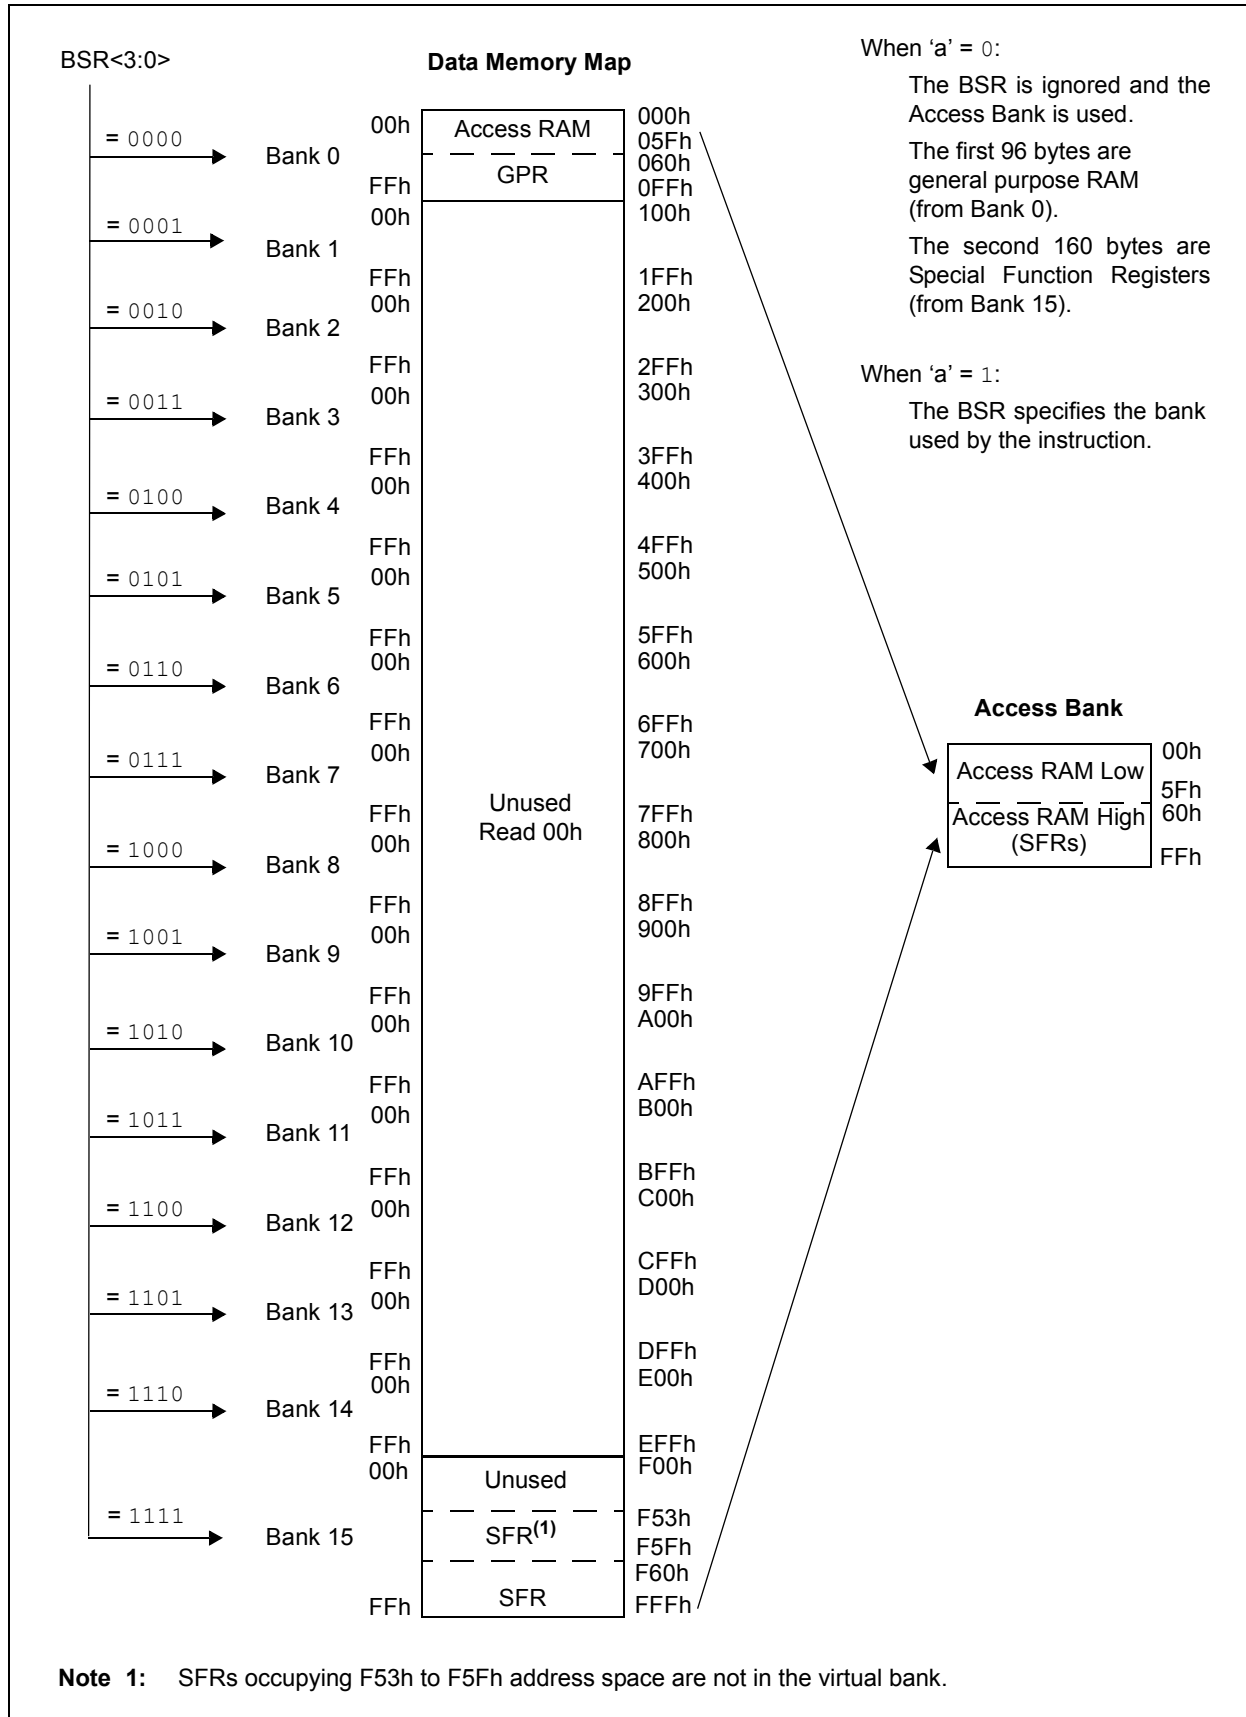 BSR<3:0>
Data Memory Map
When ‘a’ = 0:
The BSR is ignored and the
Access Bank is used.
The first 96 bytes are
general purpose RAM
(from Bank 0).
The second 160 bytes are
Special Function Registers
(from Bank 15).
When ‘a’ = 1:
The BSR specifies the bank
used by the instruction.
= 0000
Bank 0
00h
Access RAM
000h
05Fh
060h
GPR
FFh
0FFh
= 0001
Bank 1
00h
100h
FFh
1FFh
= 0010
Bank 2
00h
200h
FFh
2FFh
= 0011
Bank 3
00h
300h
FFh
3FFh
= 0100
Bank 4
00h
400h
FFh
4FFh
= 0101
Bank 5
00h
500h
FFh
5FFh
= 0110
Bank 6
00h
600h
FFh
6FFh
= 0111
Bank 7
00h
700h
Unused
Read 00h
FFh
7FFh
= 1000
Bank 8
00h
800h
FFh
8FFh
= 1001
Bank 9
00h
900h
FFh
9FFh
= 1010
Bank 10
00h
A00h
FFh
AFFh
= 1011
Bank 11
00h
B00h
FFh
BFFh
= 1100
Bank 12
00h
C00h
FFh
CFFh
= 1101
Bank 13
00h
D00h
FFh
DFFh
= 1110
Bank 14
00h
E00h
FFh
EFFh
= 1111
Bank 15
00h
F00h
Unused
F53h
SFR(1)
F5Fh
F60h
SFR
FFh
FFFh
Access Bank
Access RAM Low
00h
5Fh
Access RAM High
(SFRs)
60h
FFh
Note 1: SFRs occupying F53h to F5Fh address space are not in the virtual bank.